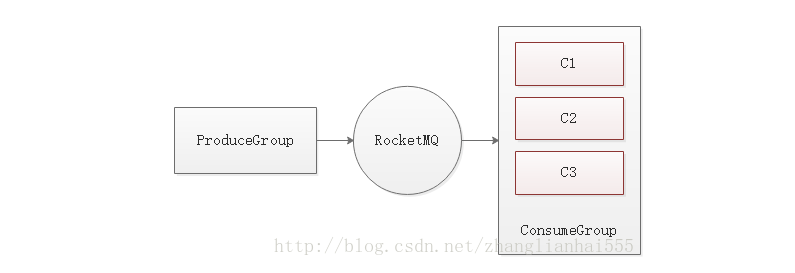 C1
C2
ProduceGroup
RocketMQ
C3
ConsumeGroup
http://blog.csdn.net/zhanglianhai555